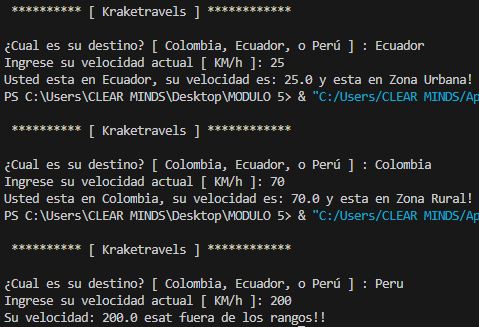 ********** [ Kraketravels ] ************
¿Cual es su destino? [ Colombia, Ecuador, o Perú ] : Ecuador
Ingrese su velocidad actual [ KM/h ]: 25
Usted esta en Ecuador, su velocidad es: 25.0 y esta en Zona Urbana!
PS C:\Users\CLEAR MINDS\Desktop\MODULO 5> & "C:/Users/CLEAR MINDS/Ap
********** [ Kraketravels ] ************
¿Cual es su destino? [ Colombia, Ecuador, o Perú ] : Colombia
Ingrese su velocidad actual [ KM/h ]: 70
Usted esta en Colombia, su velocidad es: 70.0 y esta en Zona Rural!
PS C:\Users\CLEAR MINDS\Desktop\MODULO 5> & "C:/Users/CLEAR MINDS/Ap
********** [ Kraketravels ] ************
¿Cual es su destino? [ Colombia, Ecuador, o Perú ] : Peru
Ingrese su velocidad actual [ KM/h ]: 200
Su velocidad: 200.0 esat fuera de los rangos!!